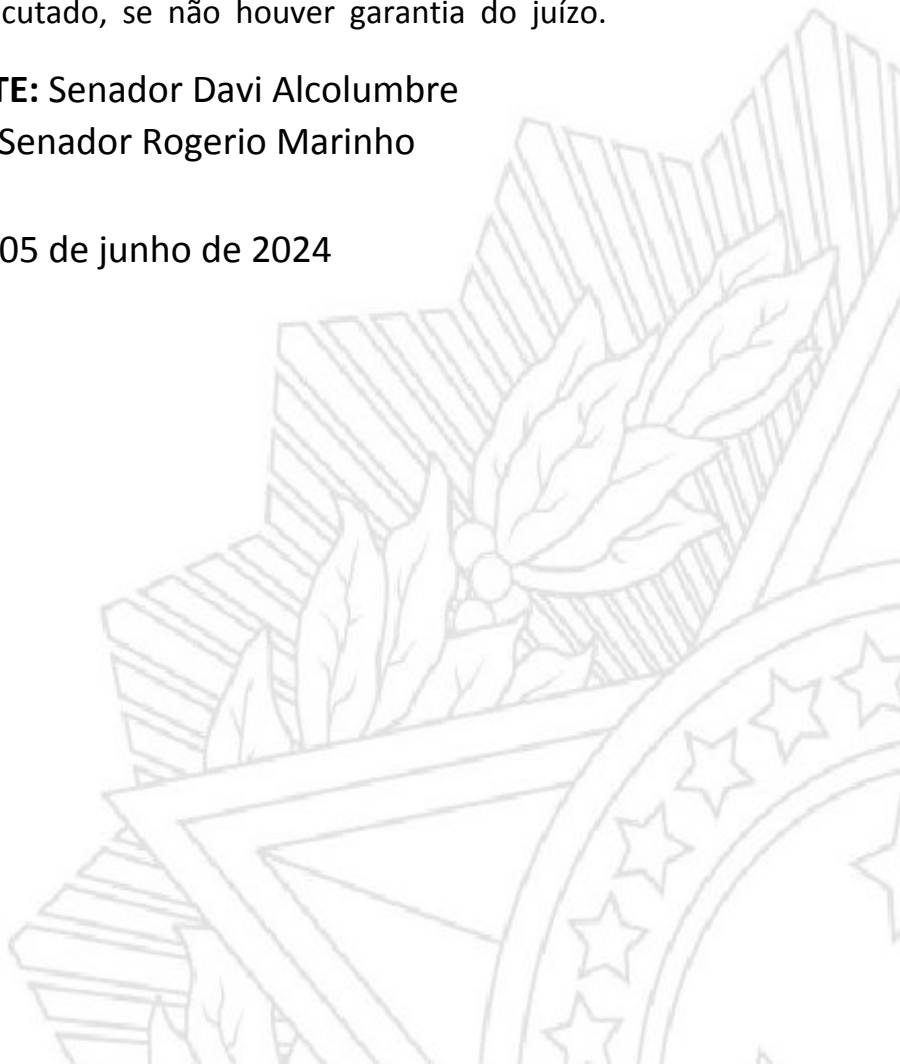 cutado, se não houver garantia do juízo.
TE: Senador Davi Alcolumbre
Senador Rogerio Marinho
05 de junho de 2024